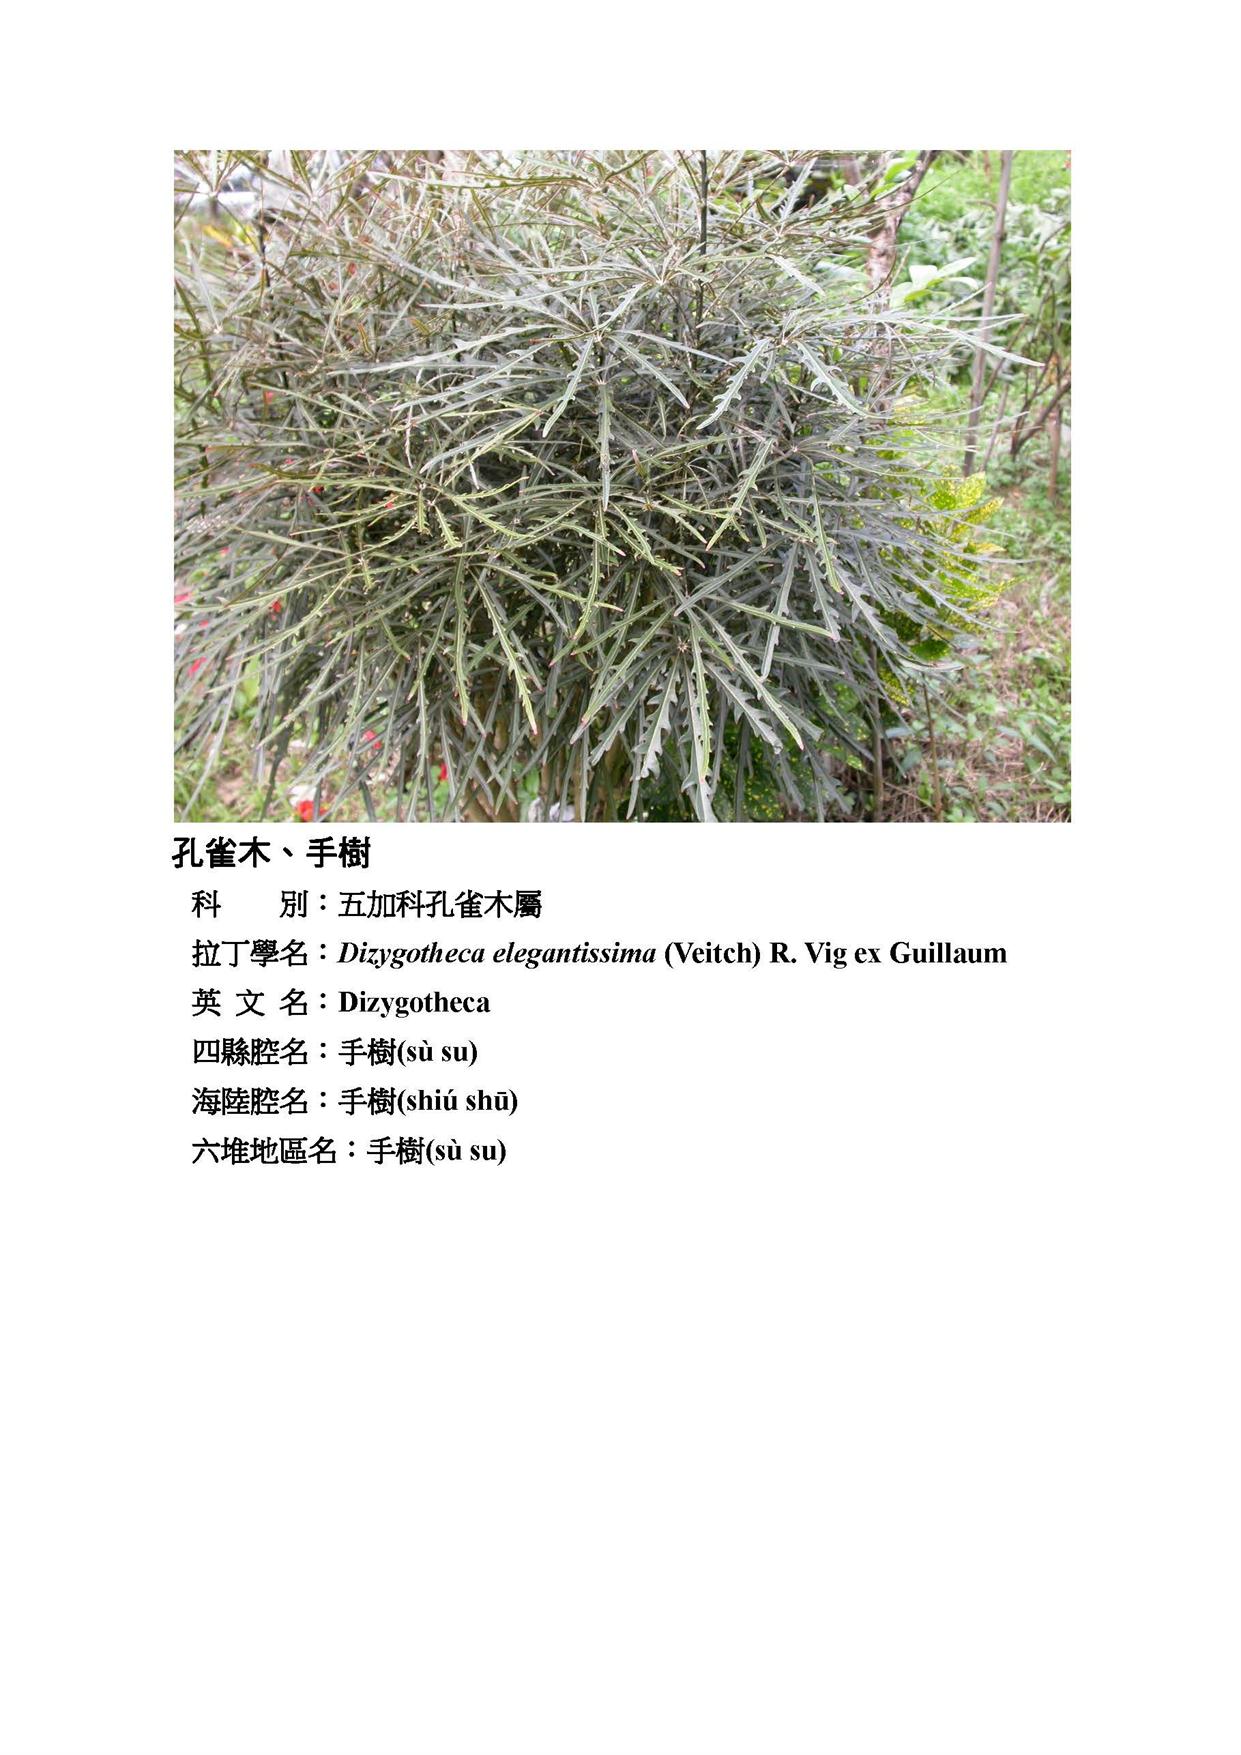 孔雀木、手樹
科　　別：五加科孔雀木屬
拉丁學名：Dizygotheca elegantissima (Veitch) R. Vig ex Guillaum
英 文 名：Dizygotheca
四縣腔名：手樹(sù su)
海陸腔名：手樹(shiú shū)
六堆地區名：手樹(sù su)